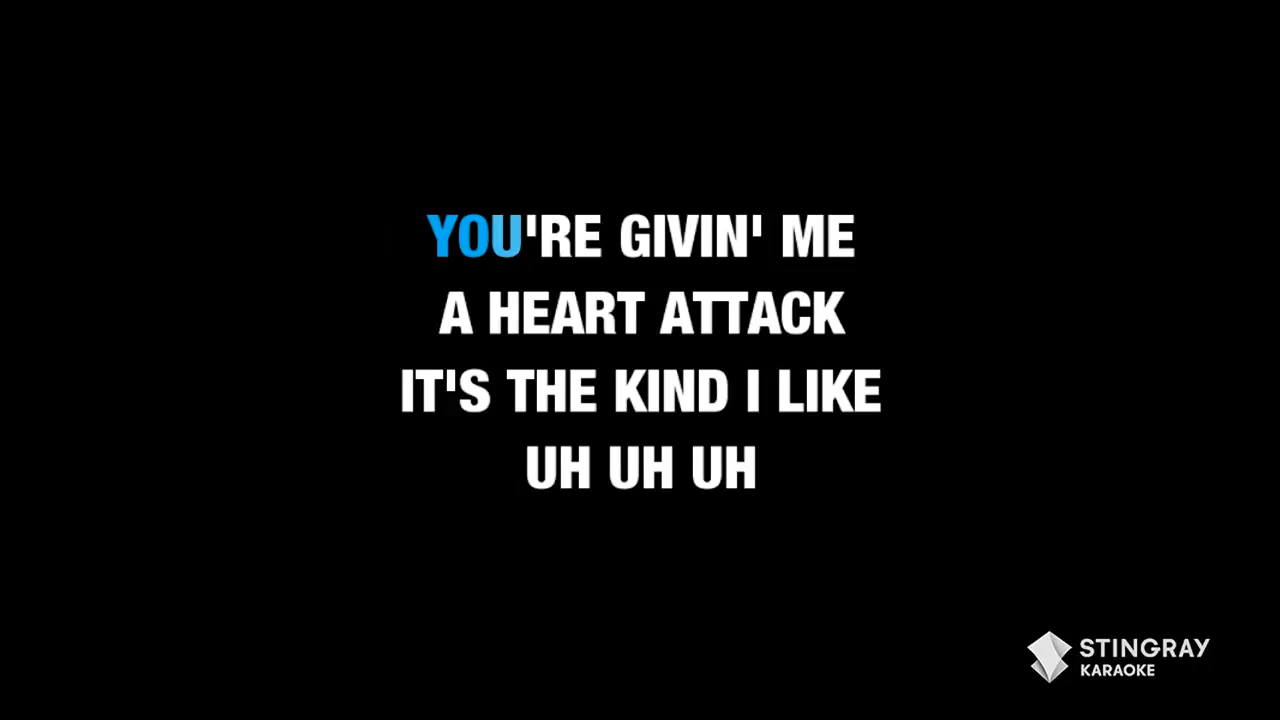 YOU'RE GIVIN' ME
A HEART ATTACK
IT'S THE KIND I LIKE
UH UH UH
STINGRAY
KARAOKE